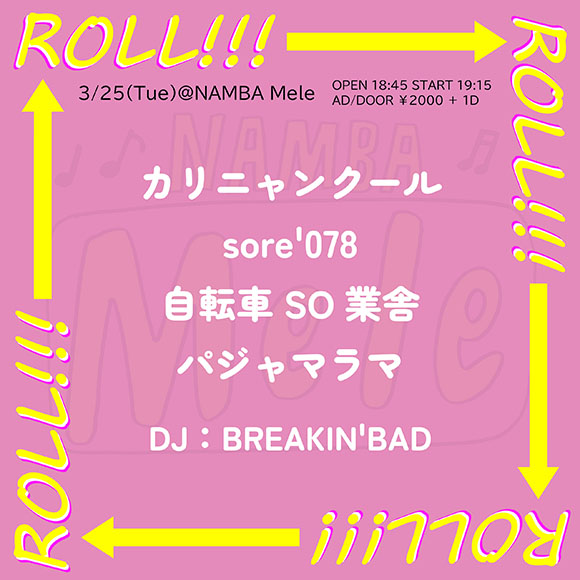 ROLL!!!
3/25(Tue)@NAMBA Mele
OPEN 18:45 START 19:15
AD/DOOR ¥2000 + 1D
ROLL!!!
NAMBA
Mele
カリニャンクール
sore'078
自転車 SO 業舎
パジャマラマ
DJ：BREAKIN'BAD
ROLL!!!
ROLL!!!